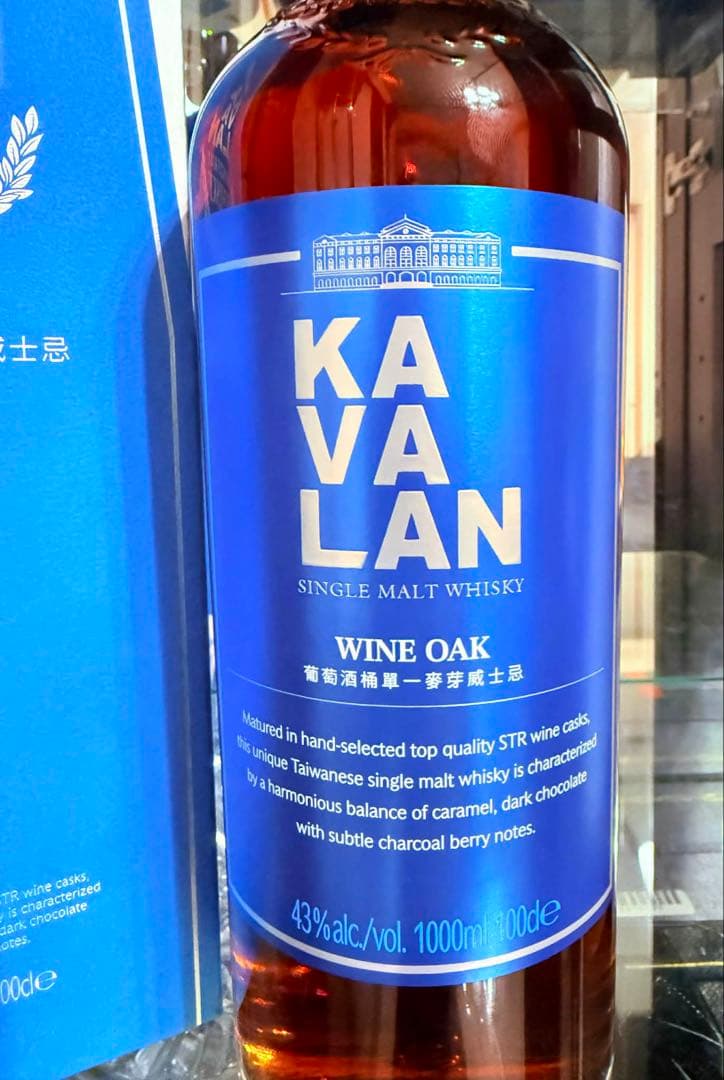 威士忌
KA
VA
LAN
SINGLE MALT WHISKY
WINE OAK
葡萄酒桶單一麥芽威士忌
Matured in hand-selected top quality STR wine casks,
this unique Taiwanese single malt whisky is characterized
by a harmonious balance of caramel, dark chocolate
with subtle charcoal berry notes.
43%alc./vol. 1000ml 100cl℮
STR wine casks,
is characterized
dark chocolate
notes.